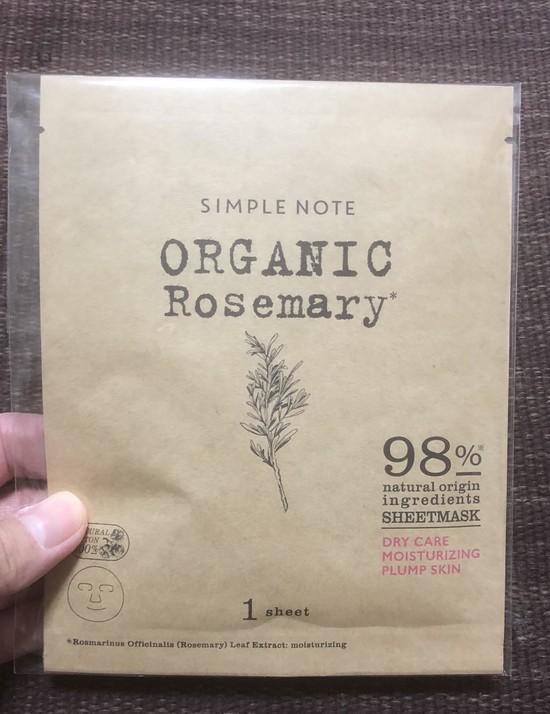 SIMPLE NOTE
ORGANIC
Rosemary*
98%※
natural origin
ingredients
SHEETMASK
DRY CARE
MOISTURIZING
PLUMP SKIN
1 sheet
*Rosmarinus Officinalis (Rosemary) Leaf Extract: moisturizing